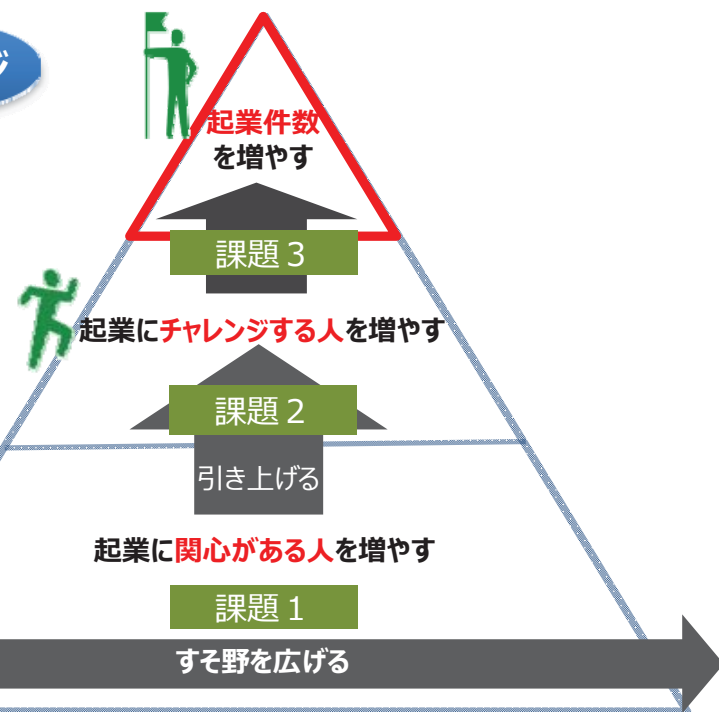 ジ
起業件数
を増やす
課題3
起業にチャレンジする人を増やす
課題2
引き上げる
起業に関心がある人を増やす
課題1
すそ野を広げる